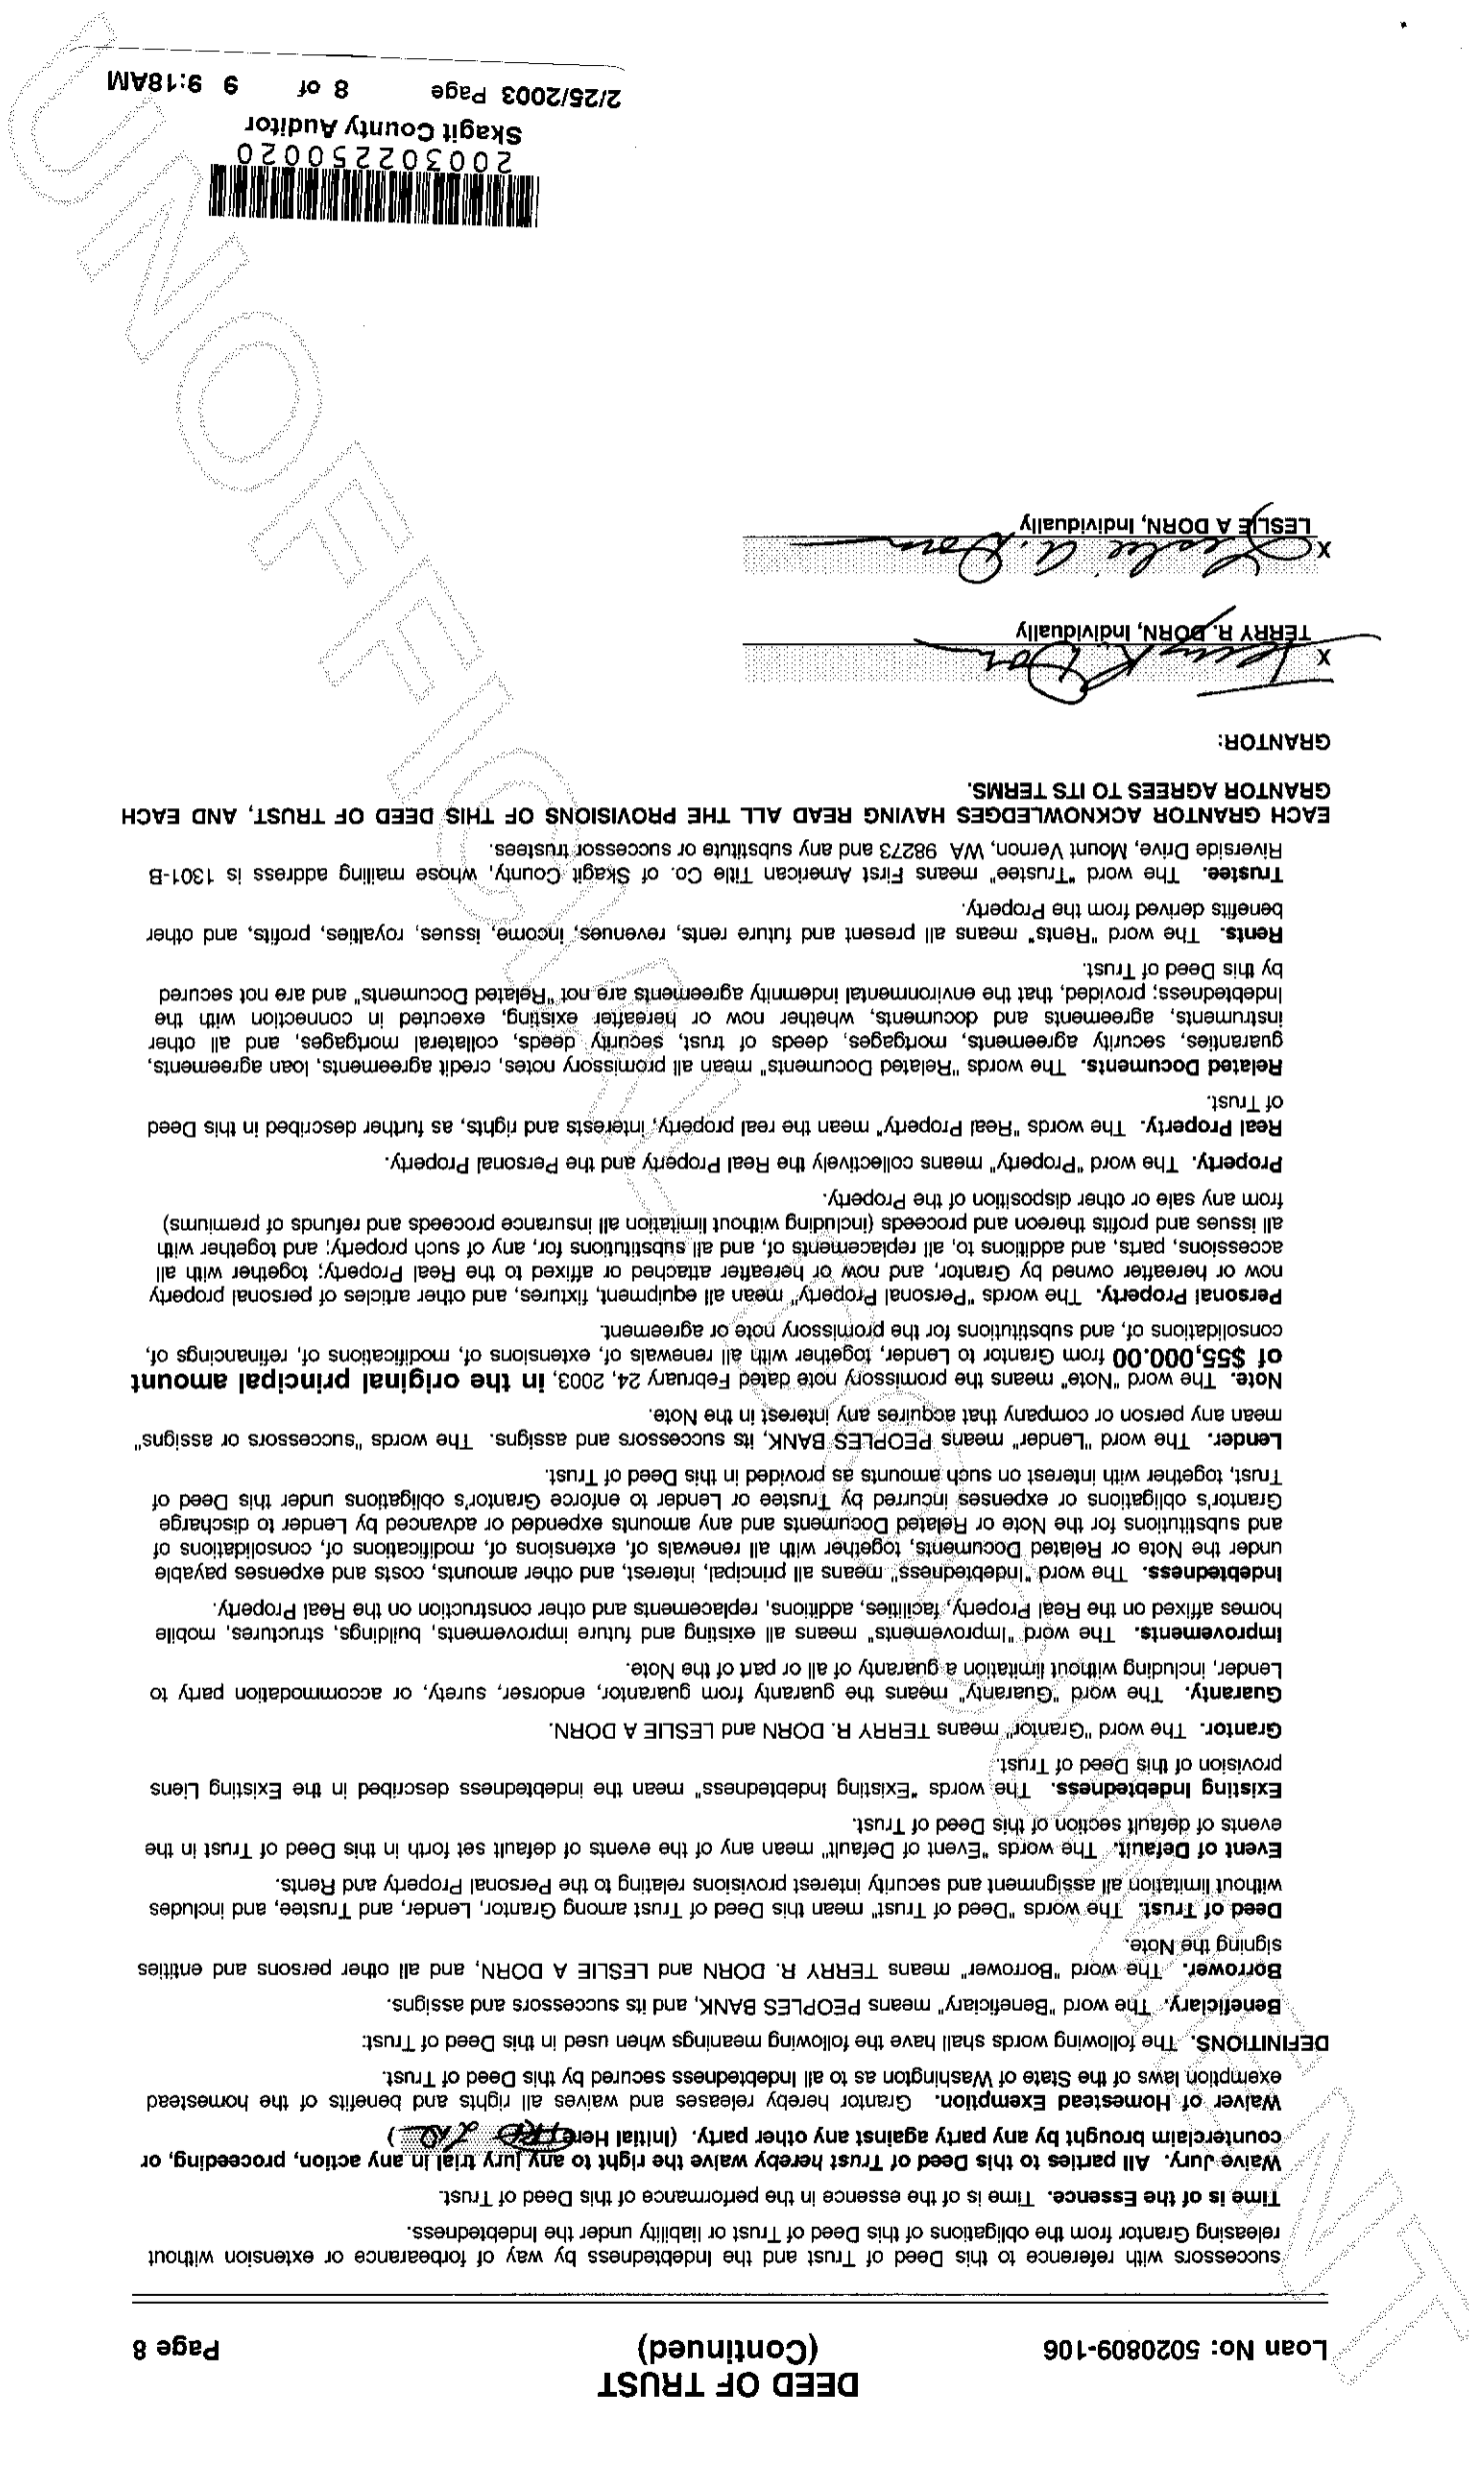 DEED OF TRUST
Loan No: 5020809-106 (Continued) Page 8
successors with reference to this Deed of Trust and the Indebtedness by way of forbearance or extension without
releasing Grantor from the obligations of this Deed of Trust or liability under the Indebtedness.
Time is of the Essence. Time is of the essence in the performance of this Deed of Trust.
Waive Jury. All parties to this Deed of Trust hereby waive the right to any jury trial in any action, proceeding, or
counterclaim brought by any party against any other party. (Initial Here )
Waiver of Homestead Exemption. Grantor hereby releases and waives all rights and benefits of the homestead
exemption laws of the State of Washington as to all Indebtedness secured by this Deed of Trust.
DEFINITIONS. The following words shall have the following meanings when used in this Deed of Trust:
Beneficiary. The word "Beneficiary" means PEOPLES BANK, and its successors and assigns.
Borrower. The word "Borrower" means TERRY R. DORN and LESLIE A DORN, and all other persons and entities
signing the Note.
Deed of Trust. The words "Deed of Trust" mean this Deed of Trust among Grantor, Lender, and Trustee, and includes
without limitation all assignment and security interest provisions relating to the Personal Property and Rents.
Event of Default. The words "Event of Default" mean any of the events of default set forth in this Deed of Trust in the
events of default section of this Deed of Trust.
Existing Indebtedness. The words "Existing Indebtedness" mean the indebtedness described in the Existing Liens
provision of this Deed of Trust.
Grantor. The word "Grantor" means TERRY R. DORN and LESLIE A DORN.
Guaranty. The word "Guaranty" means the guaranty from guarantor, endorser, surety, or accommodation party to
Lender, including without limitation a guaranty of all or part of the Note.
Improvements. The word "Improvements" means all existing and future improvements, buildings, structures, mobile
homes affixed on the Real Property, facilities, additions, replacements and other construction on the Real Property.
Indebtedness. The word "Indebtedness" means all principal, interest, and other amounts, costs and expenses payable
under the Note or Related Documents, together with all renewals of, extensions of, modifications of, consolidations of
and substitutions for the Note or Related Documents and any amounts expended or advanced by Lender to discharge
Grantor's obligations or expenses incurred by Trustee or Lender to enforce Grantor's obligations under this Deed of
Trust, together with interest on such amounts as provided in this Deed of Trust.
Lender. The word "Lender" means PEOPLES BANK, its successors and assigns. The words "successors or assigns"
mean any person or company that acquires any interest in the Note.
Note. The word "Note" means the promissory note dated February 24, 2003, in the original principal amount
of $55,000.00 from Grantor to Lender, together with all renewals of, extensions of, modifications of, refinancings of,
consolidations of, and substitutions for the promissory note or agreement.
Personal Property. The words "Personal Property" mean all equipment, fixtures, and other articles of personal property
now or hereafter owned by Grantor, and now or hereafter attached or affixed to the Real Property; together with all
accessions, parts, and additions to, all replacements of, and all substitutions for, any of such property; and together with
all issues and profits thereon and proceeds (including without limitation all insurance proceeds and refunds of premiums)
from any sale or other disposition of the Property.
Property. The word "Property" means collectively the Real Property and the Personal Property.
Real Property. The words "Real Property" mean the real property, interests and rights, as further described in this Deed
of Trust.
Related Documents. The words "Related Documents" mean all promissory notes, credit agreements, loan agreements,
guaranties, security agreements, mortgages, deeds of trust, security deeds, collateral mortgages, and all other
instruments, agreements and documents, whether now or hereafter existing, executed in connection with the
Indebtedness; provided, that the environmental indemnity agreements are not "Related Documents" and are not secured
by this Deed of Trust.
Rents. The word "Rents" means all present and future rents, revenues, income, issues, royalties, profits, and other
benefits derived from the Property.
Trustee. The word "Trustee" means First American Title Co. of Skagit County, whose mailing address is 1301-B
Riverside Drive, Mount Vernon, WA 98273 and any substitute or successor trustees.
EACH GRANTOR ACKNOWLEDGES HAVING READ ALL THE PROVISIONS OF THIS DEED OF TRUST, AND EACH
GRANTOR AGREES TO ITS TERMS.
GRANTOR:
X Terry R Dorn
TERRY R. DORN, Individually
X Leslie A. Dorn
LESLIE A DORN, Individually
200302250020
Skagit County Auditor
2/25/2003 Page 8 of 9 9:18AM
UNOFFICIAL DOCUMENT